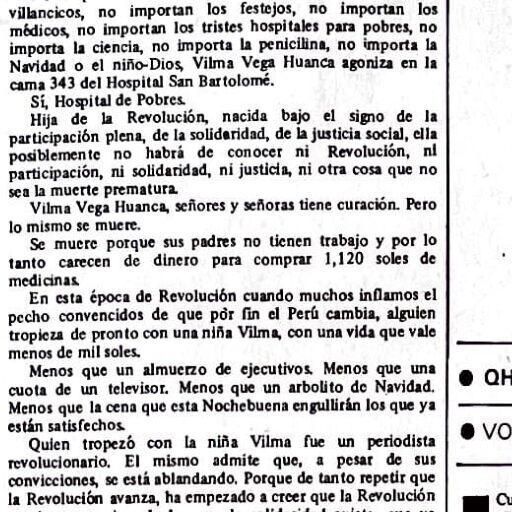 villancicos, no importan los festejos, no importan los
médicos, no importan los tristes hospitales para pobres, no
importa la ciencia, no importa la penicilina, no importa la
Navidad o el niño-Dios, Vilma Vega Huanca agoniza en la
cama 343 del Hospital San Bartolomé.
Sí, Hospital de Pobres.
Hija de la Revolución, nacida bajo el signo de la
participación plena, de la solidaridad, de la justicia social, ella
posiblemente no habrá de conocer ni Revolución, ni
participación, ni solidaridad, ni justicia, ni otra cosa que no
sea la muerte prematura.
Vilma Vega Huanca, señores y señoras tiene curación. Pero
lo mismo se muere.
Se muere porque sus padres no tienen trabajo y por lo
tanto carecen de dinero para comprar 1,120 soles de
medicinas.
En esta época de Revolución cuando muchos inflamos el
pecho convencidos de que por fin el Perú cambia, alguien
tropieza de pronto con una niña Vilma, con una vida que vale
menos de mil soles.
Menos que un almuerzo de ejecutivos. Menos que una
cuota de un televisor. Menos que un arbolito de Navidad.
Menos que la cena que esta Nochebuena engullirán los que ya
están satisfechos.
Quien tropezó con la niña Vilma fue un periodista
revolucionario. El mismo admite que, a pesar de sus
convicciones, se está ablandando. Porque de tanto repetir que
la Revolución avanza, ha empezado a creer que la Revolución
● QH
● VO
■ Cu